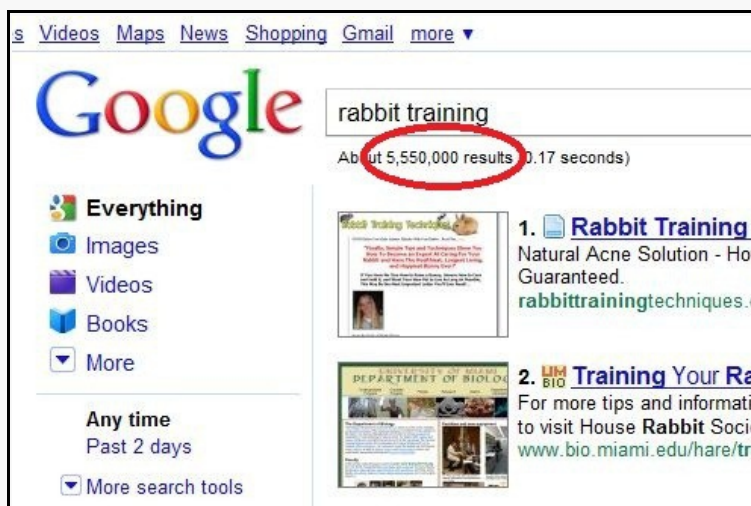 s Videos Maps News Shopping Gmail more ▼
Google
rabbit training
About 5,550,000 results 0.17 seconds)
Everything
Images
Videos
Books
More
Any time
Past 2 days
More search tools
Rabbit Training Techniques
1. Rabbit Training
Natural Acne Solution - Ho
Guaranteed.
rabbittrainingtechniques.
UNIVERSITY OF MIAMI
DEPARTMENT OF BIOLOG
2. UM BIO Training Your Ra
For more tips and informati
to visit House Rabbit Soci
www.bio.miami.edu/hare/tr